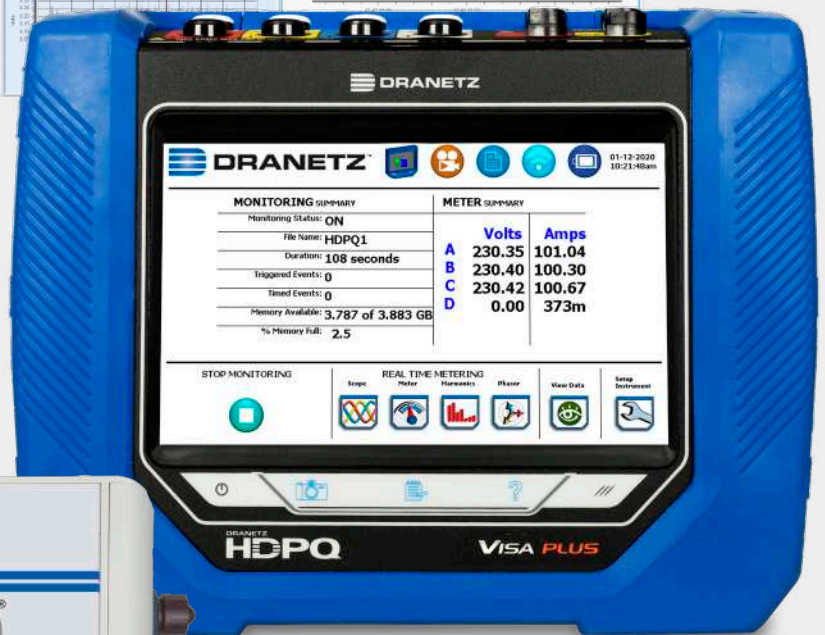 DRANETZ
DRANETZ
01-12-2020
10:21:48am
MONITORING SUMMARY
Monitoring Status: ON
File Name: HDPQ1
Duration: 108 seconds
Triggered Events: 0
Timed Events: 0
Memory Available: 3.787 of 3.883 GB
% Memory Full: 2.5
METER SUMMARY
Volts Amps
A 230.35 101.04
B 230.40 100.30
C 230.42 100.67
D 0.00 373m
STOP MONITORING
REAL TIME METERING
Scope Meter Harmonics Phasor
View Data
Setup
Instrument
DRANETZ
HDPQ
VISA PLUS
®